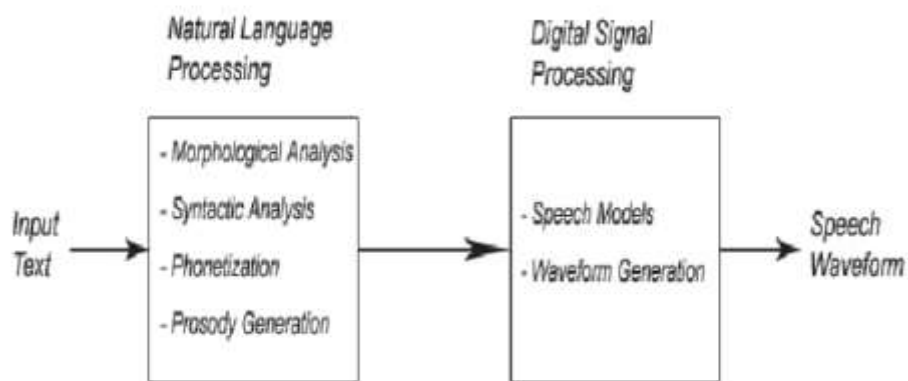 Natural Language
Processing
Digital Signal
Processing
Input
Text
- Morphological Analysis
- Syntactic Analysis
- Phonetization
- Prosody Generation
- Speech Models
- Waveform Generation
Speech
Waveform